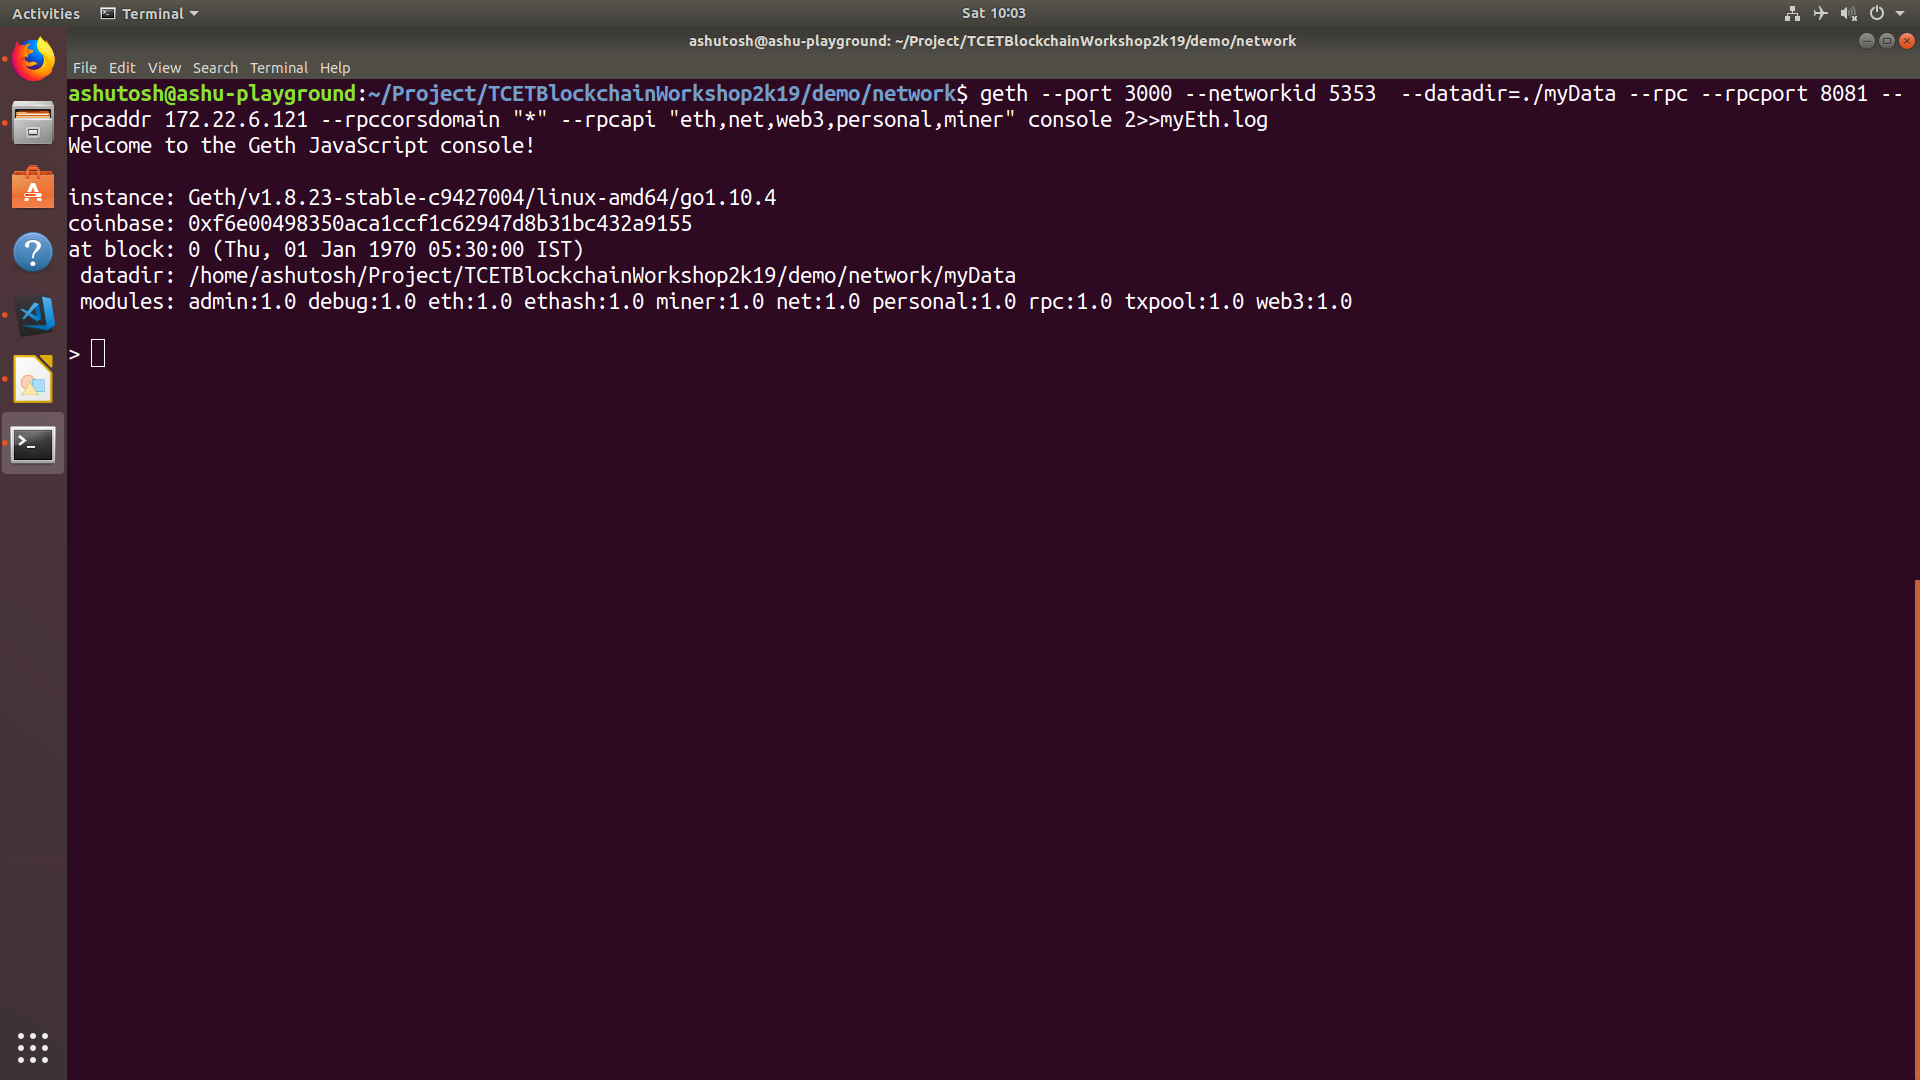 Activities Terminal Sat 10:03
ashutosh@ashu-playground: ~/Project/TCETBlockchainWorkshop2k19/demo/network
File Edit View Search Terminal Help
ashutosh@ashu-playground:~/Project/TCETBlockchainWorkshop2k19/demo/network$ geth --port 3000 --networkid 5353  --datadir=./myData --rpc --rpcport 8081 --
rpcaddr 172.22.6.121 --rpccorsdomain "*" --rpcapi "eth,net,web3,personal,miner" console 2>>myEth.log
Welcome to the Geth JavaScript console!
instance: Geth/v1.8.23-stable-c9427004/linux-amd64/go1.10.4
coinbase: 0xf6e00498350aca1ccf1c62947d8b31bc432a9155
at block: 0 (Thu, 01 Jan 1970 05:30:00 IST)
 datadir: /home/ashutosh/Project/TCETBlockchainWorkshop2k19/demo/network/myData
 modules: admin:1.0 debug:1.0 eth:1.0 ethash:1.0 miner:1.0 net:1.0 personal:1.0 rpc:1.0 txpool:1.0 web3:1.0
>